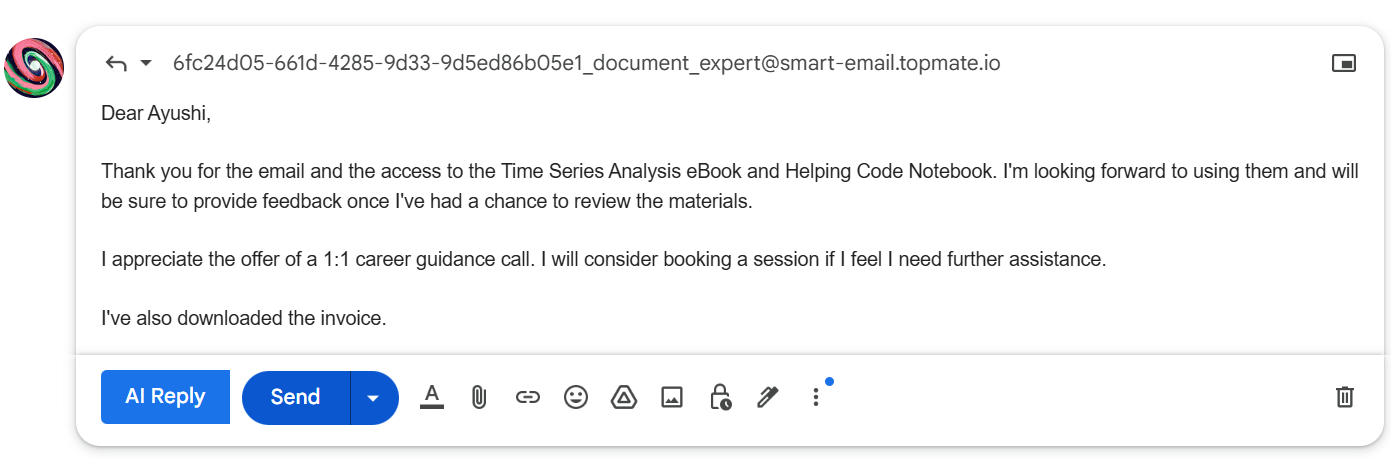 6fc24d05-661d-4285-9d33-9d5ed86b05e1_document_expert@smart-email.topmate.io
Dear Ayushi,
Thank you for the email and the access to the Time Series Analysis eBook and Helping Code Notebook. I'm looking forward to using them and will
be sure to provide feedback once I've had a chance to review the materials.
I appreciate the offer of a 1:1 career guidance call. I will consider booking a session if I feel I need further assistance.
I've also downloaded the invoice.
AI Reply Send A